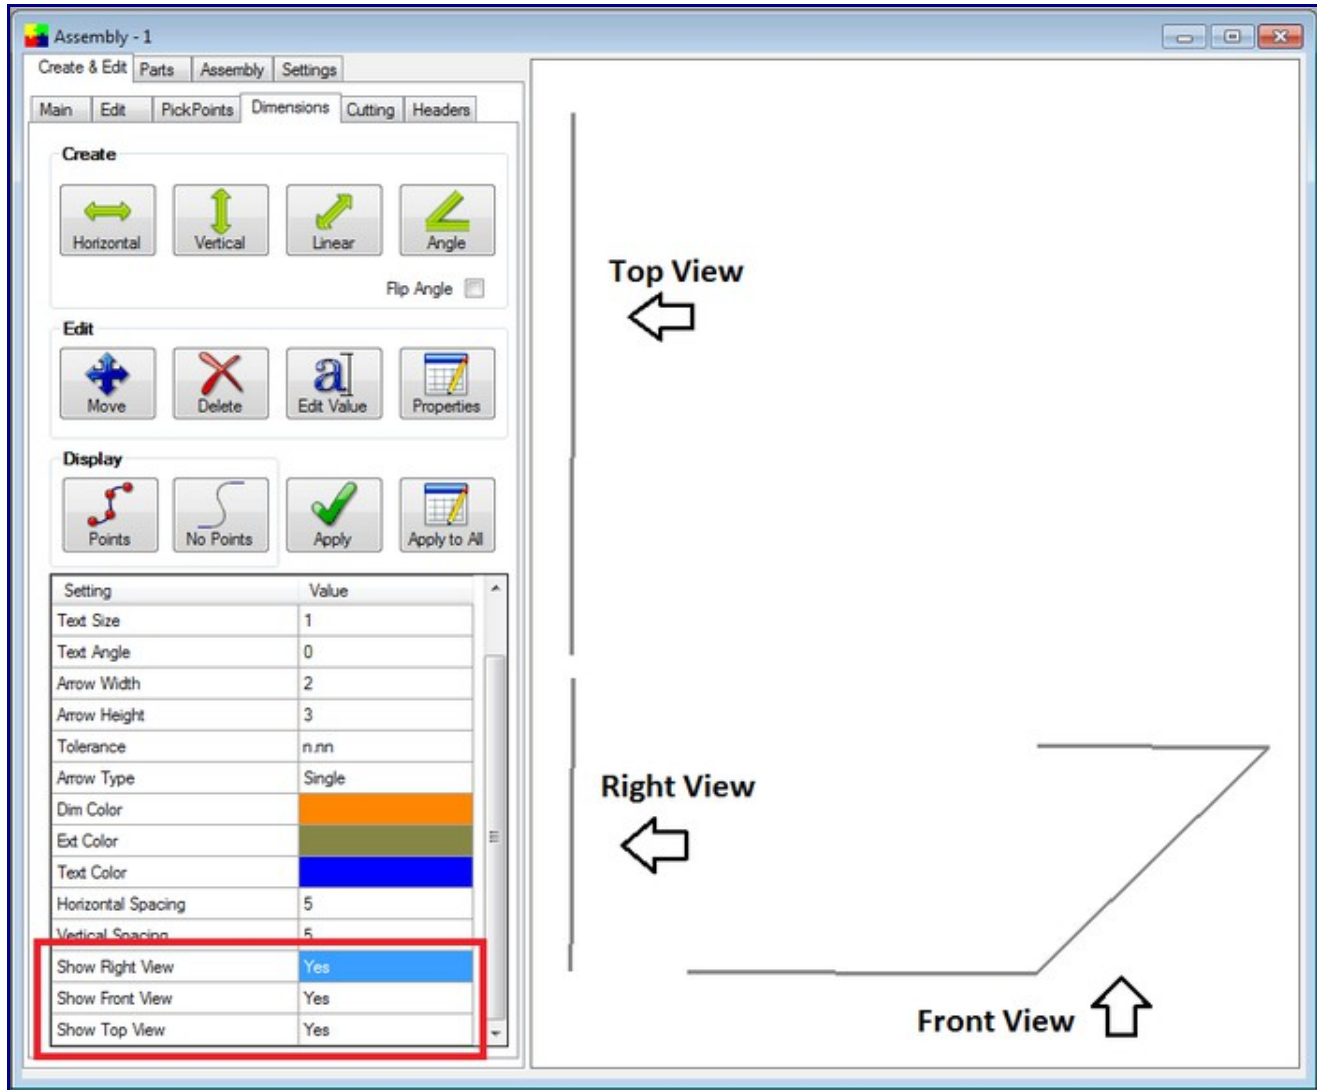 Assembly - 1
Create & Edit Parts Assembly Settings
Main Edit PickPoints Dimensions Cutting Headers
Create
Horizontal Vertical Linear Angle
Flip Angle
Edit
Move Delete Edit Value Properties
Display
Points No Points Apply Apply to All
Setting Value
Text Size 1
Text Angle 0
Arrow Width 2
Arrow Height 3
Tolerance n.nn
Arrow Type Single
Dim Color
Ext Color
Text Color
Horizontal Spacing 5
Vertical Spacing 5
Show Right View Yes
Show Front View Yes
Show Top View Yes
Top View
Right View
Front View